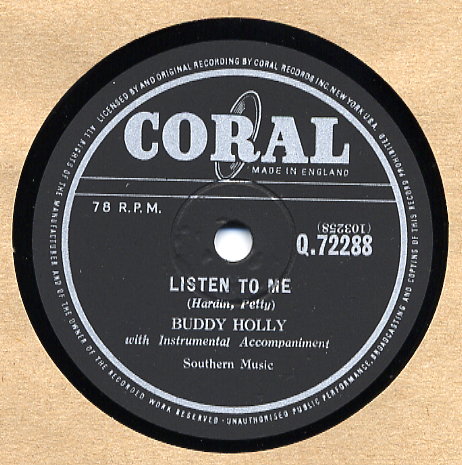 ALL RIGHTS OF THE MANUFACTURER AND OF THE OWNER OF THE RECORDED WORK RESERVED - UNAUTHORISED PUBLIC PERFORMANCE, BROADCASTING AND COPYING OF THIS RECORD PROHIBITED
LICENSED BY AND ORIGINAL RECORDING BY CORAL RECORDS INC. NEW YORK U.S.A.
CORAL
MADE IN ENGLAND
78 R.P.M.
(103258)
Q.72288
LISTEN TO ME
(Hardin, Petty)
BUDDY HOLLY
with Instrumental Accompaniment
Southern Music